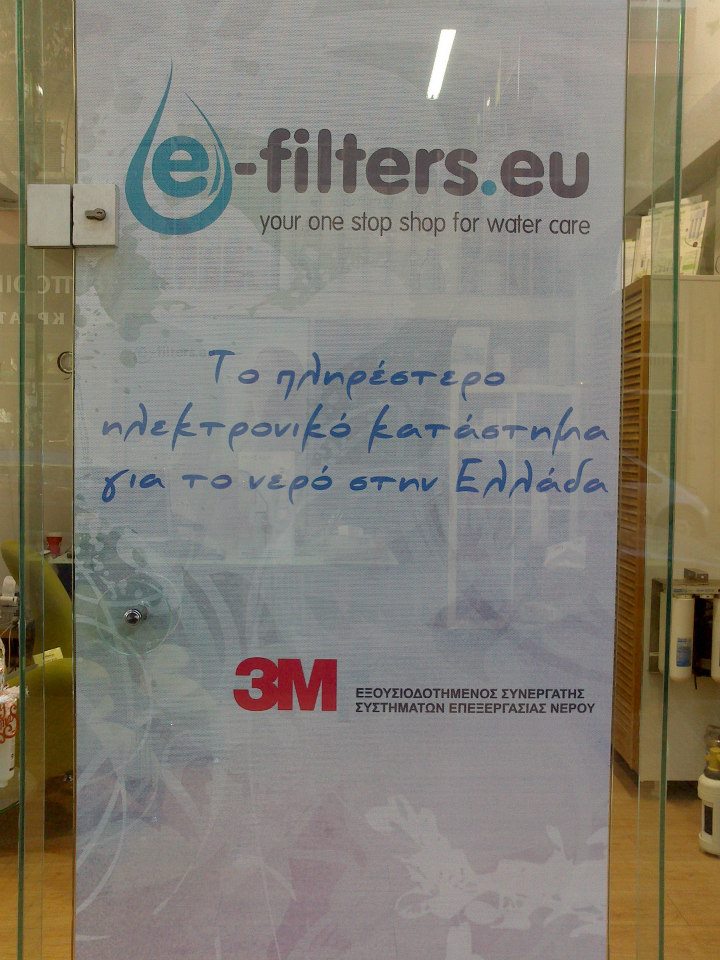 e-filters.eu
your one stop shop for water care
Το πληρέστερο
ηλεκτρονικό κατάστημα
για το νερό στην Ελλάδα
3M
ΕΞΟΥΣΙΟΔΟΤΗΜΕΝΟΣ ΣΥΝΕΡΓΑΤΗΣ
ΣΥΣΤΗΜΑΤΩΝ ΕΠΕΞΕΡΓΑΣΙΑΣ ΝΕΡΟΥ